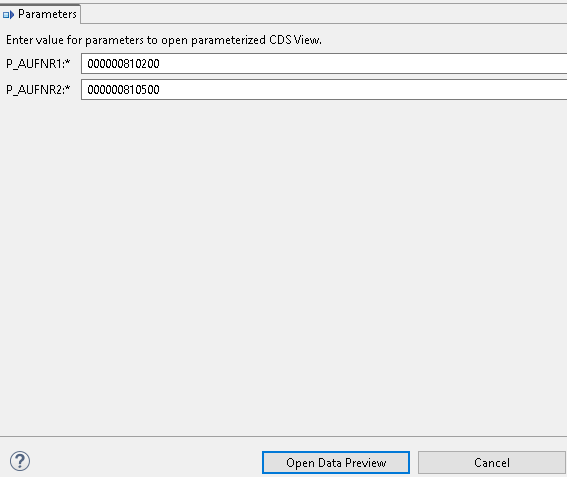 Parameters
Enter value for parameters to open parameterized CDS View.
P_AUFNR1:* 000000810200
P_AUFNR2:* 000000810500
? Open Data Preview Cancel